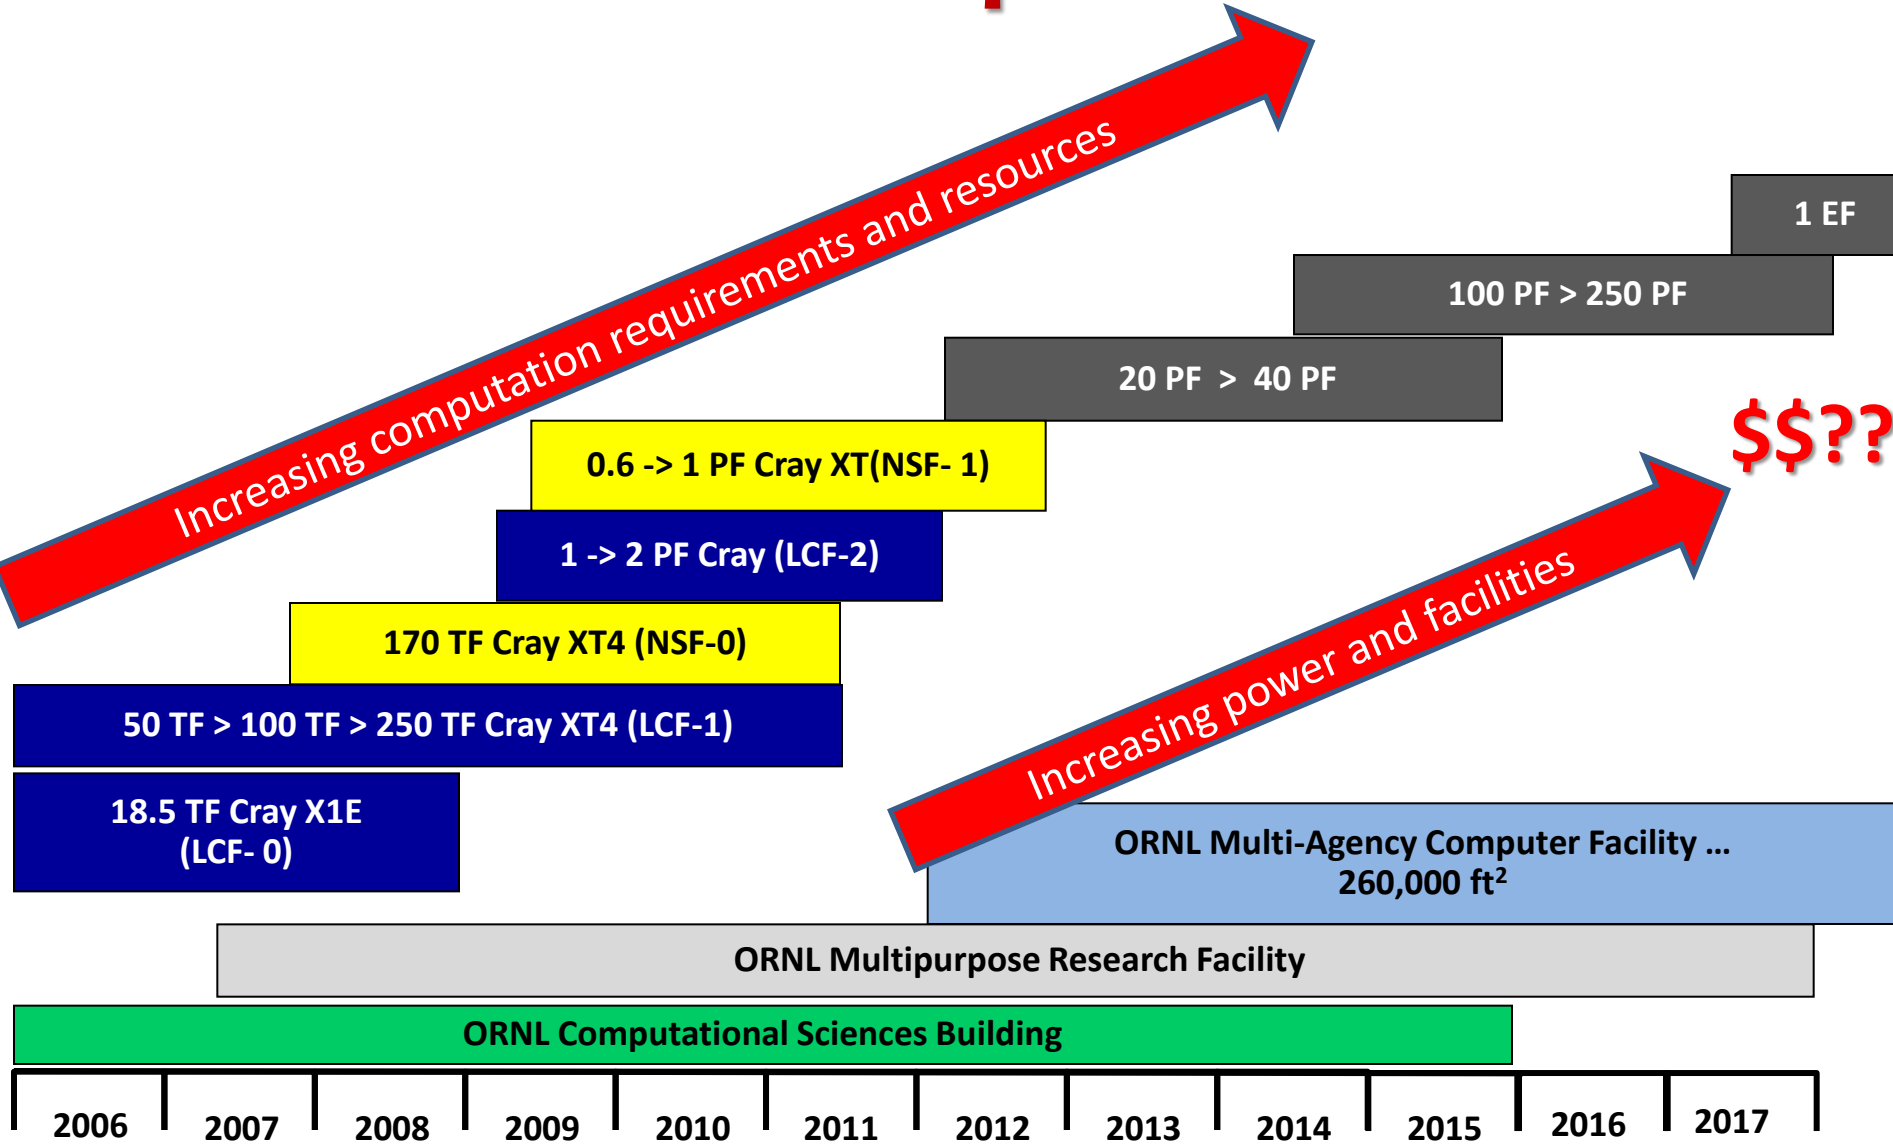 Increasing computation requirements and resources
1 EF
100 PF > 250 PF
20 PF > 40 PF
$$??
0.6 -> 1 PF Cray XT(NSF- 1)
1 -> 2 PF Cray (LCF-2)
Increasing power and facilities
170 TF Cray XT4 (NSF-0)
50 TF > 100 TF > 250 TF Cray XT4 (LCF-1)
18.5 TF Cray X1E
(LCF- 0)
ORNL Multi-Agency Computer Facility ...
260,000 ft²
ORNL Multipurpose Research Facility
ORNL Computational Sciences Building
2006 2007 2008 2009 2010 2011 2012 2013 2014 2015 2016 2017